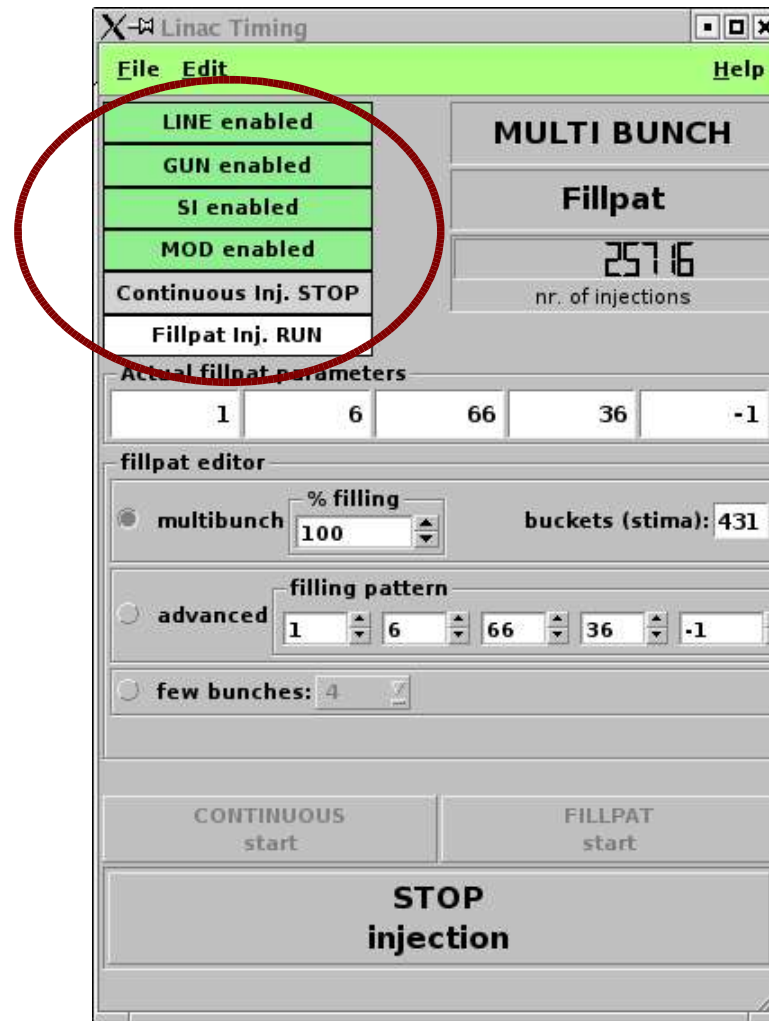 Linac Timing
File Edit Help
LINE enabled
GUN enabled
SI enabled
MOD enabled
Continuous Inj. STOP
Fillpat Inj. RUN
MULTI BUNCH
Fillpat
25716
nr. of injections
Actual fillpat parameters
1 6 66 36 -1
fillpat editor
multibunch
% filling
100
buckets (stima): 431
advanced
filling pattern
1 6 66 36 -1
few bunches: 4
CONTINUOUS
start
FILLPAT
start
STOP
injection